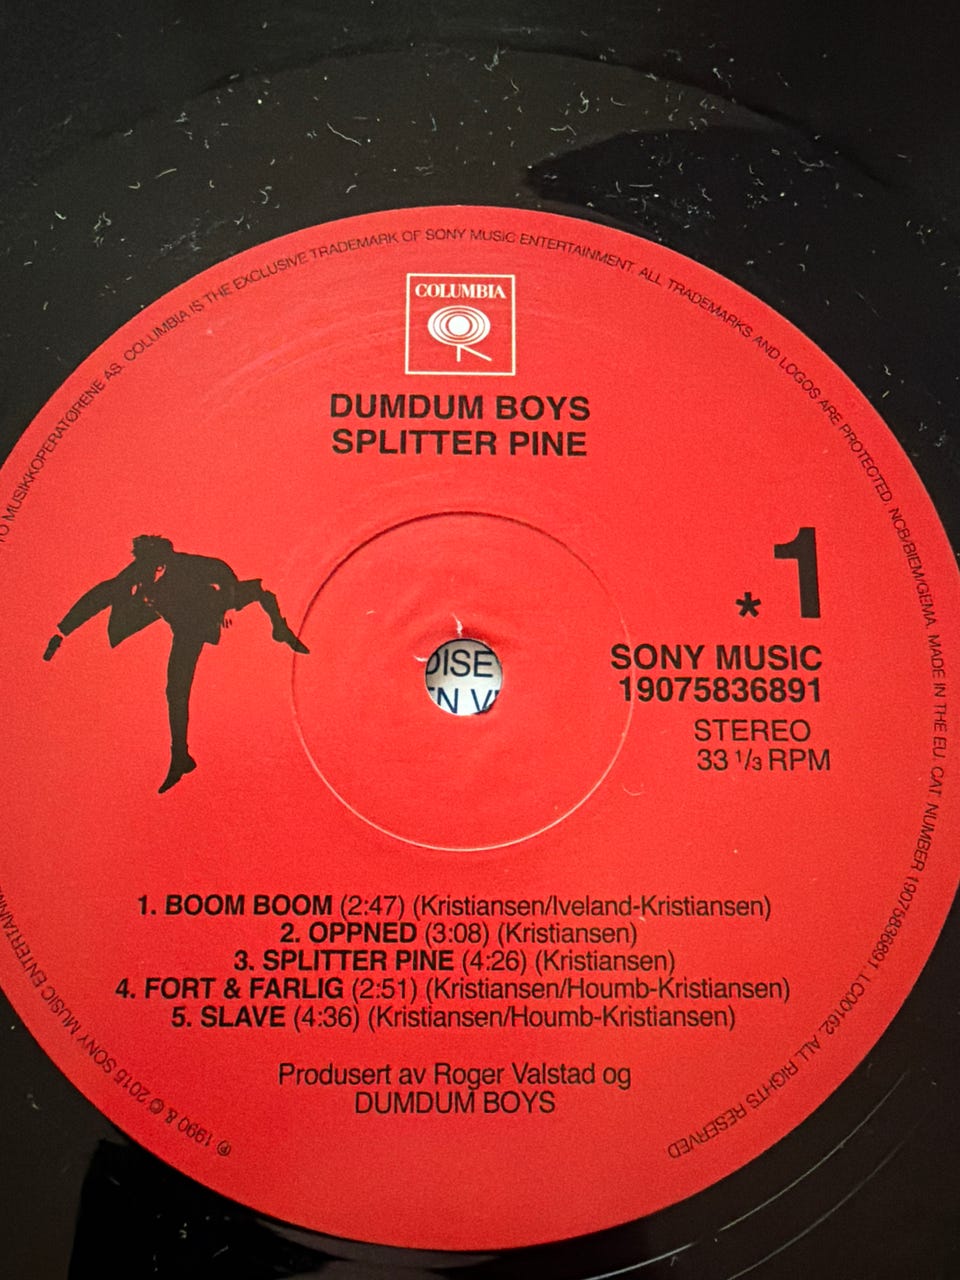 COLUMBIA
DUMDUM BOYS
SPLITTER PINE
*1
SONY MUSIC
19075836891
STEREO
33 1/3 RPM
OISE
N V
1. BOOM BOOM (2:47) (Kristiansen/Iveland-Kristiansen)
2. OPPNED (3:08) (Kristiansen)
3. SPLITTER PINE (4:26) (Kristiansen)
4. FORT & FARLIG (2:51) (Kristiansen/Houmb-Kristiansen)
5. SLAVE (4:36) (Kristiansen/Houmb-Kristiansen)
Produsert av Roger Valstad og
DUMDUM BOYS
℗ 1990 & © 2015 SONY MUSIC ENTERTAINM
TO MUSIKKOPERATØRENE AS. COLUMBIA IS THE EXCLUSIVE TRADEMARK OF SONY MUSIC ENTERTAINMENT. ALL TRADEMARKS AND LOGOS ARE PROTECTED. NCB/BIEM/GEMA. MADE IN THE EU. CAT. NUMBER 19075836891. LC00162. ALL RIGHTS RESERVED